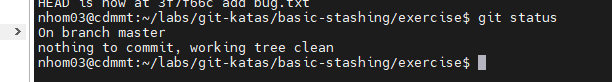 HEAD is now at 3f7f66c add bug.txt
nhom03@cdmmt:~/labs/git-katas/basic-stashing/exercise$ git status
On branch master
nothing to commit, working tree clean
nhom03@cdmmt:~/labs/git-katas/basic-stashing/exercise$